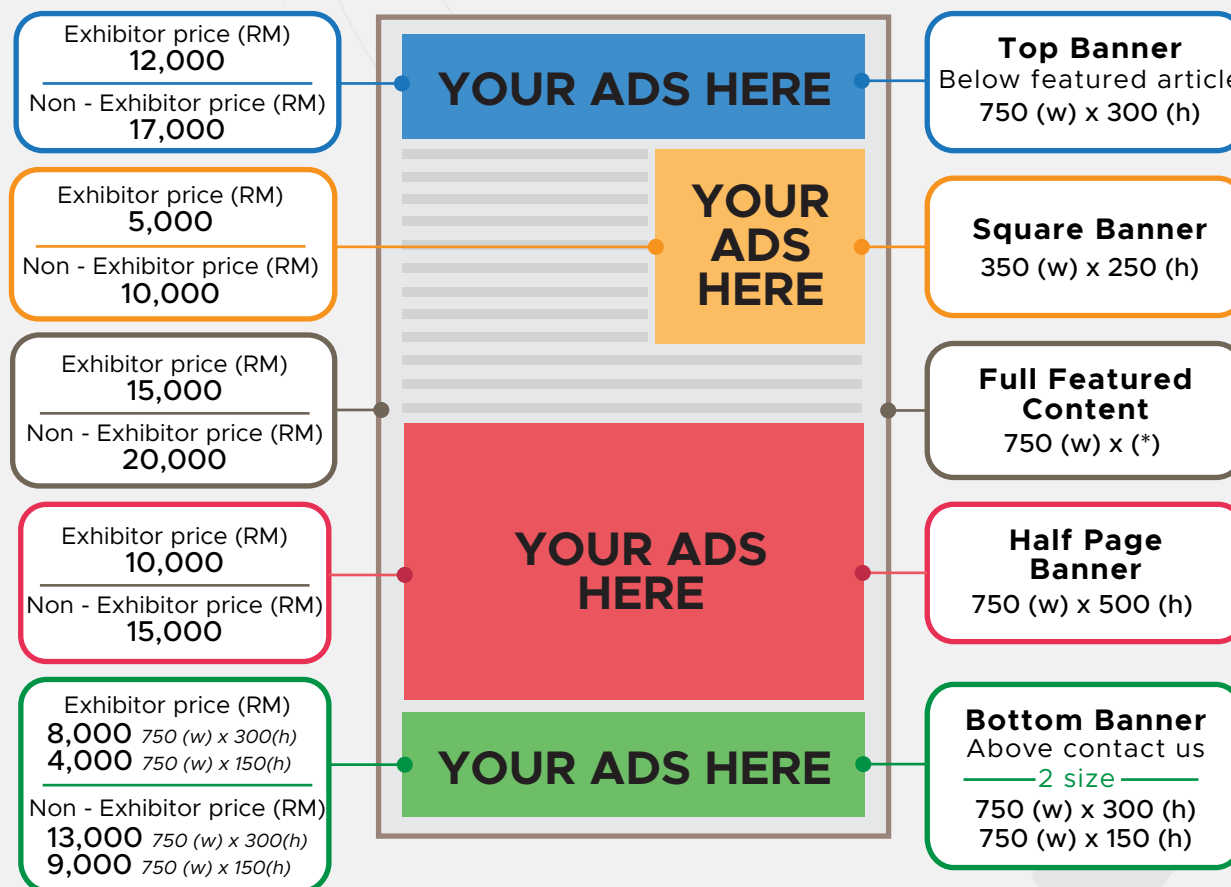 Exhibitor price (RM)
12,000
Non - Exhibitor price (RM)
17,000
YOUR ADS HERE
Top Banner
Below featured article
750 (w) x 300 (h)
Exhibitor price (RM)
5,000
Non - Exhibitor price (RM)
10,000
YOUR
ADS
HERE
Square Banner
350 (w) x 250 (h)
Exhibitor price (RM)
15,000
Non - Exhibitor price (RM)
20,000
Full Featured
Content
750 (w) x (*)
Exhibitor price (RM)
10,000
Non - Exhibitor price (RM)
15,000
YOUR ADS
HERE
Half Page
Banner
750 (w) x 500 (h)
Exhibitor price (RM)
8,000 750 (w) x 300(h)
4,000 750 (w) x 150(h)
Non - Exhibitor price (RM)
13,000 750 (w) x 300(h)
9,000 750 (w) x 150(h)
YOUR ADS HERE
Bottom Banner
Above contact us
2 size
750 (w) x 300 (h)
750 (w) x 150 (h)